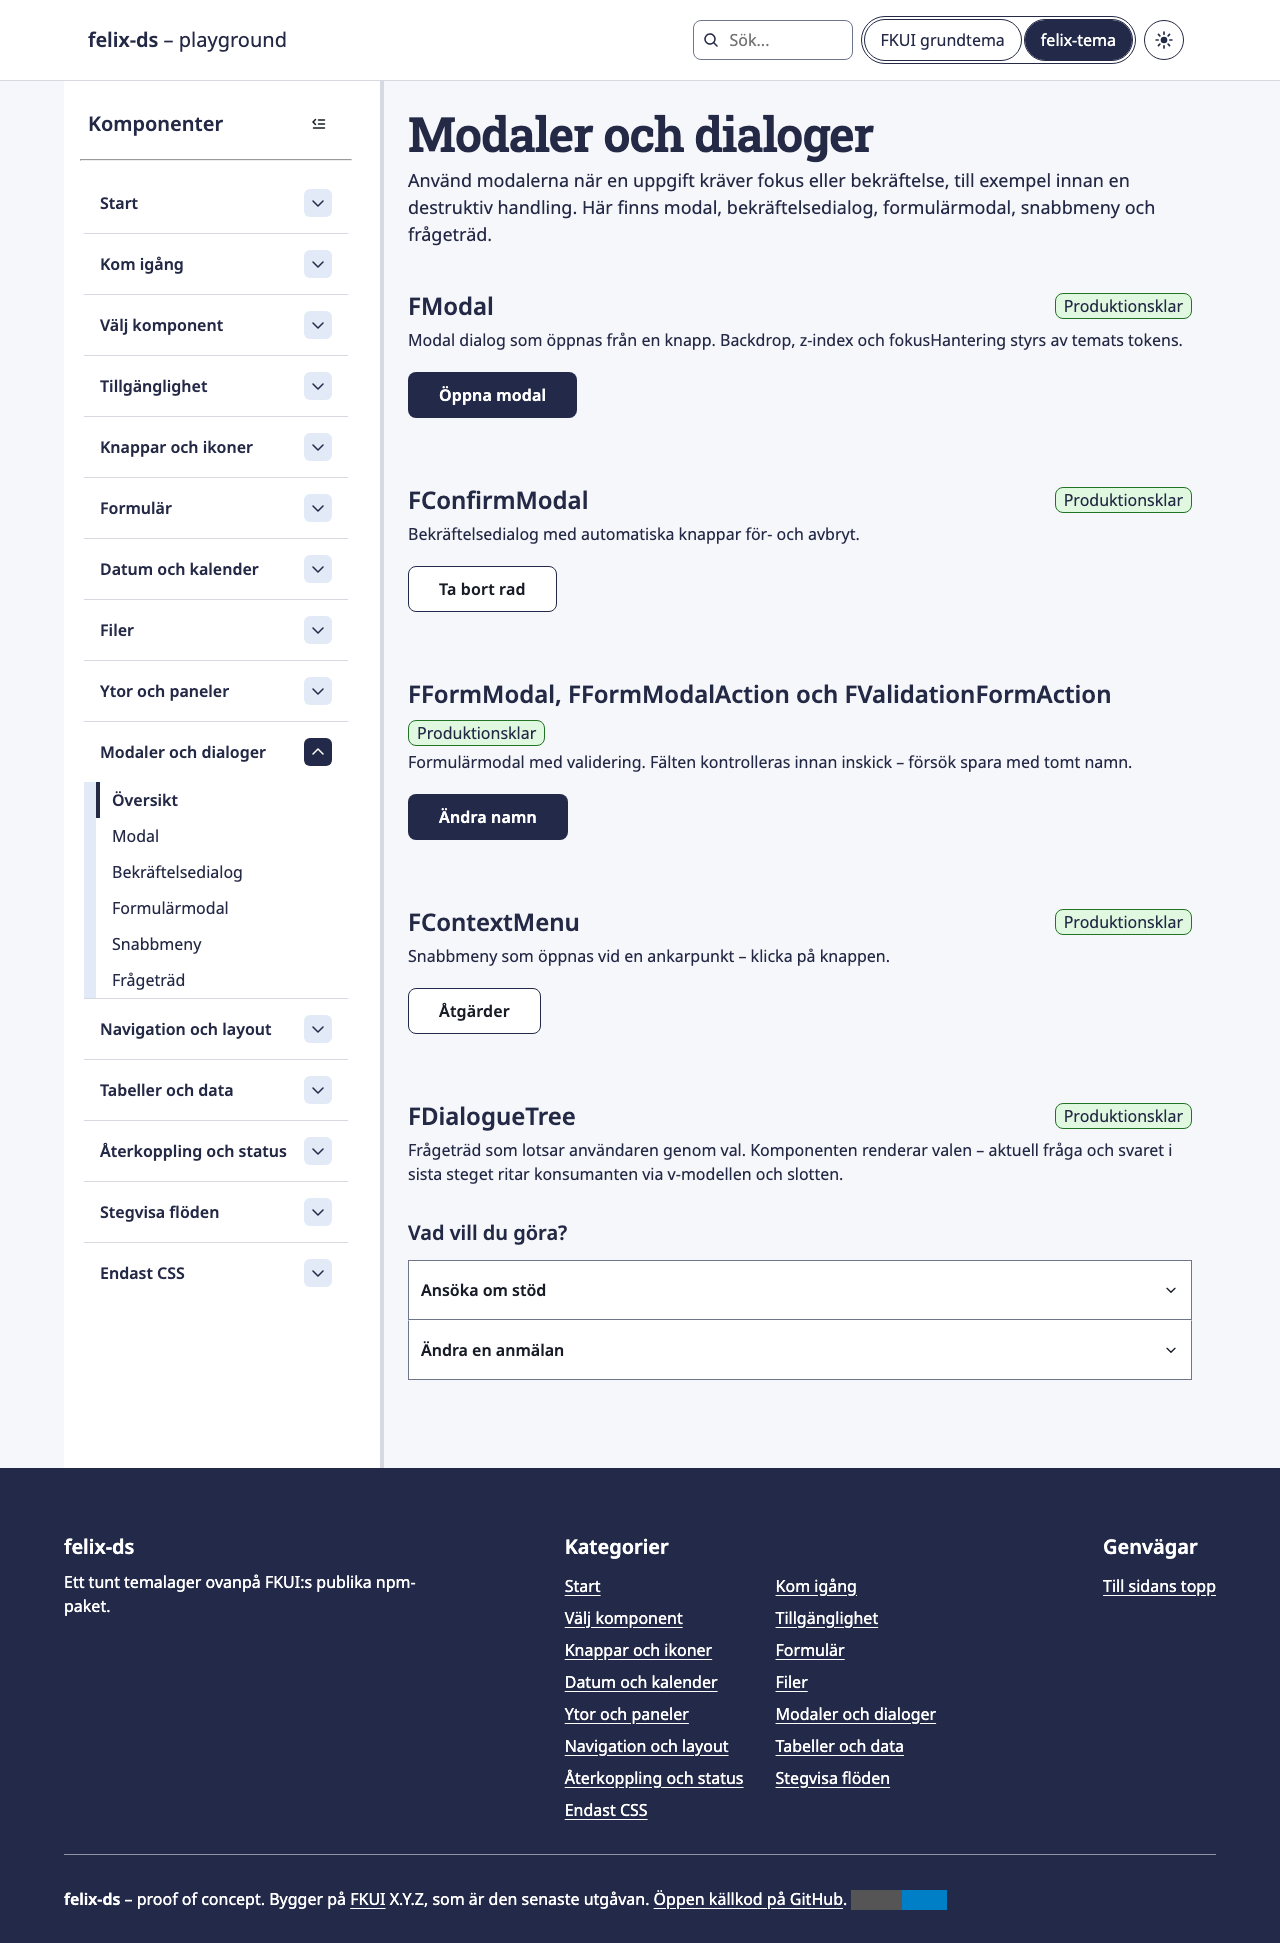 felix-ds – playground
Sök...
FKUI grundtema
felix-tema
Komponenter
Start
Kom igång
Välj komponent
Tillgänglighet
Knappar och ikoner
Formulär
Datum och kalender
Filer
Ytor och paneler
Modaler och dialoger
Översikt
Modal
Bekräftelsedialog
Formulärmodal
Snabbmeny
Frågeträd
Navigation och layout
Tabeller och data
Återkoppling och status
Stegvisa flöden
Endast CSS
Modaler och dialoger
Använd modalerna när en uppgift kräver fokus eller bekräftelse, till exempel innan en
destruktiv handling. Här finns modal, bekräftelsedialog, formulärmodal, snabbmeny och
frågeträd.
FModal
Produktionsklar
Modal dialog som öppnas från en knapp. Backdrop, z-index och fokusHantering styrs av temats tokens.
Öppna modal
FConfirmModal
Produktionsklar
Bekräftelsedialog med automatiska knappar för- och avbryt.
Ta bort rad
FFormModal, FFormModalAction och FValidationFormAction
Produktionsklar
Formulärmodal med validering. Fälten kontrolleras innan inskick – försök spara med tomt namn.
Ändra namn
FContextMenu
Produktionsklar
Snabbmeny som öppnas vid en ankarpunkt – klicka på knappen.
Åtgärder
FDialogueTree
Produktionsklar
Frågeträd som lotsar användaren genom val. Komponenten renderar valen – aktuell fråga och svaret i
sista steget ritar konsumanten via v-modellen och slotten.
Vad vill du göra?
Ansöka om stöd
Ändra en anmälan
felix-ds
Ett tunt temalager ovanpå FKUI:s publika npm-
paket.
Kategorier
Start
Kom igång
Välj komponent
Tillgänglighet
Knappar och ikoner
Formulär
Datum och kalender
Filer
Ytor och paneler
Modaler och dialoger
Navigation och layout
Tabeller och data
Återkoppling och status
Stegvisa flöden
Endast CSS
Genvägar
Till sidans topp
felix-ds – proof of concept. Bygger på FKUI X.Y.Z, som är den senaste utgåvan. Öppen källkod på GitHub.